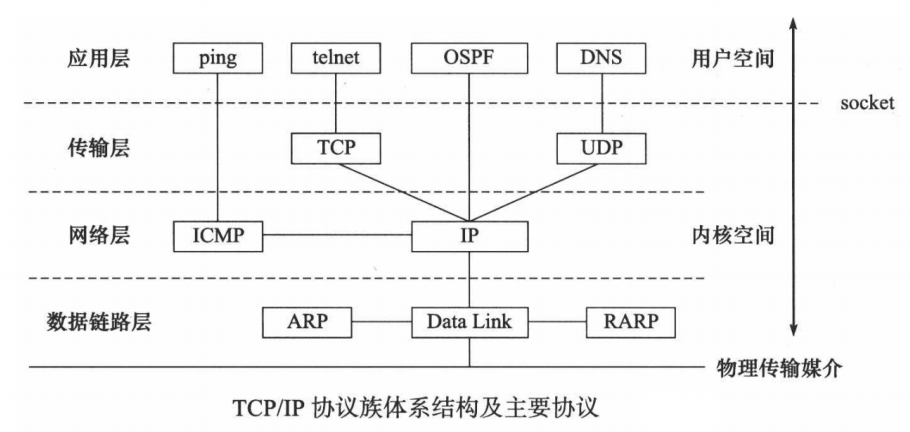 应用层 ping telnet OSPF DNS 用户空间
socket
传输层 TCP UDP
网络层 ICMP IP 内核空间
数据链路层 ARP Data Link RARP
物理传输媒介
TCP/IP 协议族体系结构及主要协议